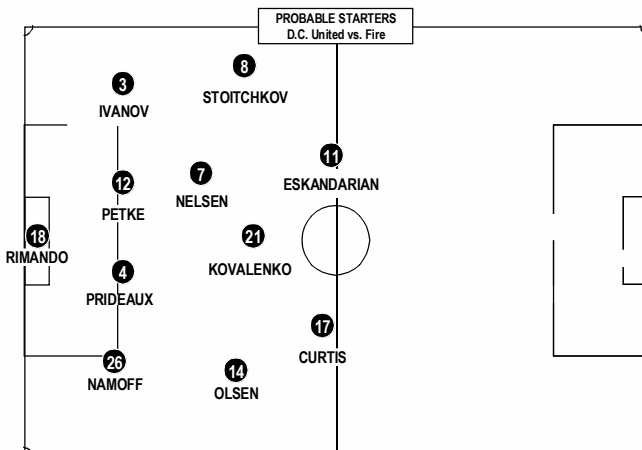 PROBABLE STARTERS
D.C. United vs. Fire
8
STOITCHKOV
3
IVANOV
11
ESKANDARIAN
7
NELSEN
12
PETKE
18
RIMANDO
21
KOVALENKO
4
PRIDEAUX
17
CURTIS
26
NAMOFF
14
OLSEN